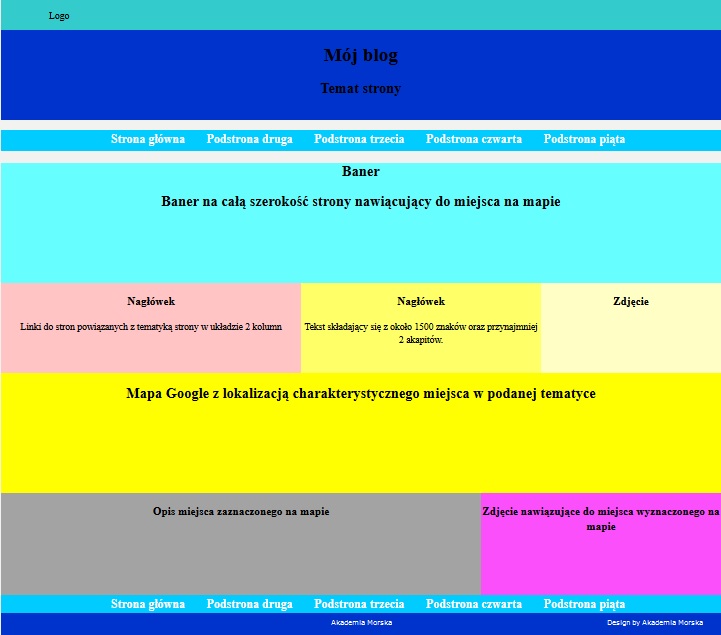 Logo
Mój blog
Temat strony
Strona główna Podstrona druga Podstrona trzecia Podstrona czwarta Podstrona piąta
Baner
Baner na całą szerokość strony nawiącujący do miejsca na mapie
Nagłówek
Linki do stron powiązanych z tematyką strony w układzie 2 kolumn
Nagłówek
Tekst składający się z około 1500 znaków oraz przynajmniej
2 akapitów.
Zdjęcie
Mapa Google z lokalizacją charakterystycznego miejsca w podanej tematyce
Opis miejsca zaznaczonego na mapie
Zdjęcie nawiązujące do miejsca wyznaczonego na
mapie
Strona główna Podstrona druga Podstrona trzecia Podstrona czwarta Podstrona piąta
Akademia Morska
Design by Akademia Morska